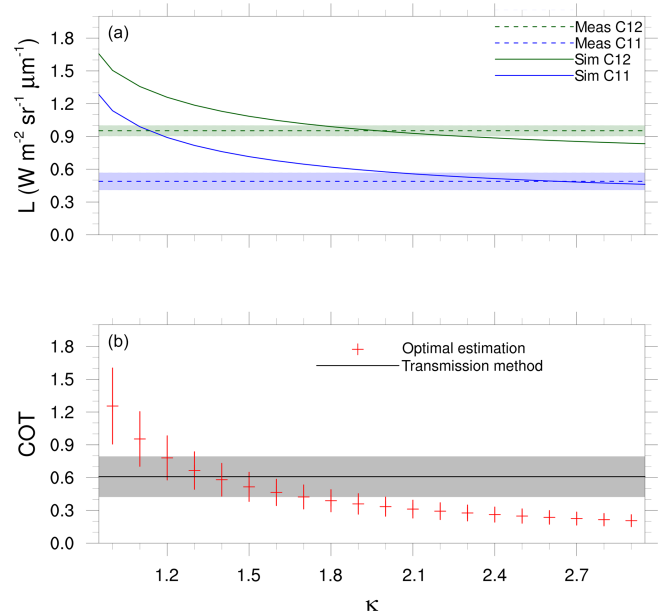 (a)
Meas C12
Meas C11
Sim C12
Sim C11
L (W m⁻² sr⁻¹ µm⁻¹)
1.8
1.5
1.2
0.9
0.6
0.3
0.0
(b)
Optimal estimation
Transmission method
COT
1.8
1.5
1.2
0.9
0.6
0.3
0.0
1.2 1.5 1.8 2.1 2.4 2.7
κ